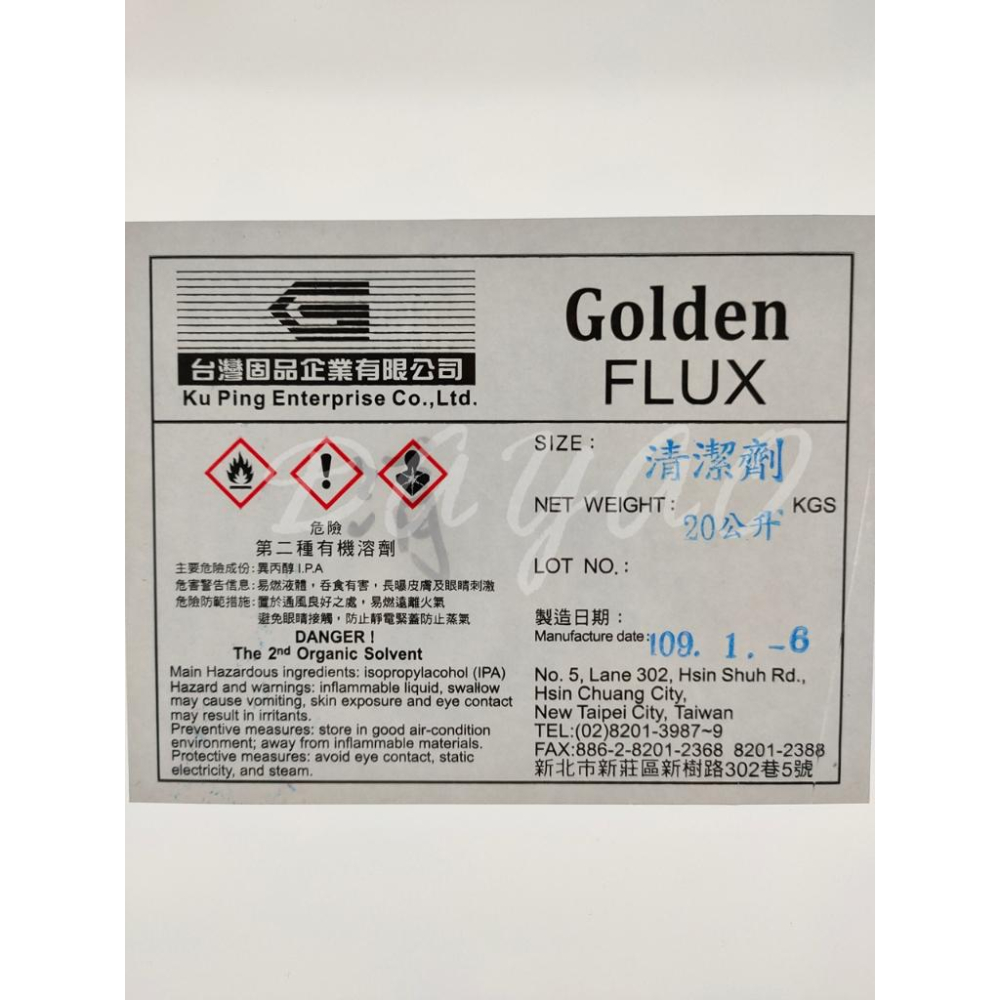 台灣固品企業有限公司
Ku Ping Enterprise Co.,Ltd.
Golden
FLUX
危險
第二種有機溶劑
主要危險成份:異丙醇 I.P.A
危害警告信息:易燃液體,吞食有害,長曝皮膚及眼睛刺激
危險防範措施:置於通風良好之處,易燃遠離火氣
避免眼睛接觸,防止靜電緊蓋防止蒸氣
DANGER !
The 2nd Organic Solvent
Main Hazardous ingredients: isopropylacohol (IPA)
Hazard and warnings: inflammable liquid, swallow
may cause vomiting, skin exposure and eye contact
may result in irritants.
Preventive measures: store in good air-condition
environment; away from inflammable materials.
Protective measures: avoid eye contact, static
electricity, and steam.
SIZE : 清潔劑
NET WEIGHT : 20公升 KGS
LOT NO. :
製造日期 :
Manufacture date: 109. 1. -6
No. 5, Lane 302, Hsin Shuh Rd.,
Hsin Chuang City,
New Taipei City, Taiwan
TEL:(02)8201-3987~9
FAX:886-2-8201-2368 8201-2388
新北市新莊區新樹路302巷5號